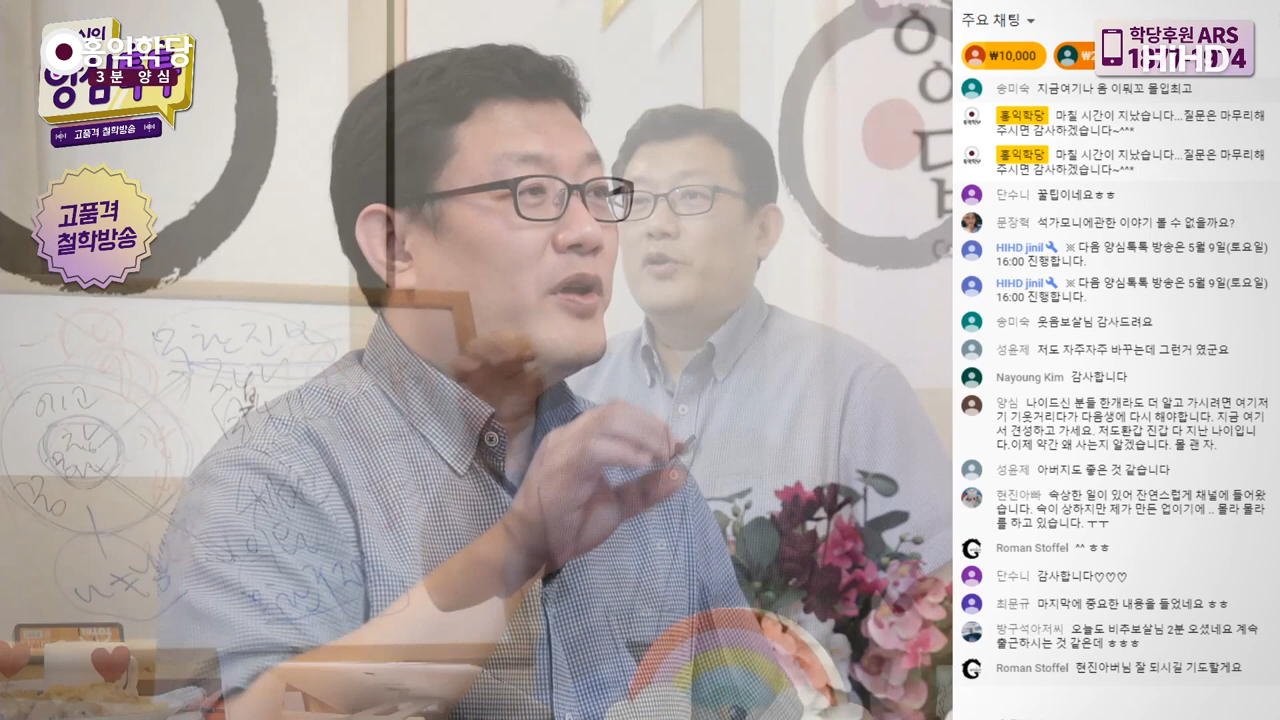 홍익학당
3분 양심
고품격 철학방송
고품격
철학방송
에고
주요 채팅
₩10,000
학당후원 ARS
HiHD
송미숙 지금여기나 옴 이뭐꼬 몰입최고
홍익학당 마칠 시간이 지났습니다...질문은 마무리해
주시면 감사하겠습니다~^^*
홍익학당 마칠 시간이 지났습니다...질문은 마무리해
주시면 감사하겠습니다~^^*
단수니 꿀팁이네요ㅎㅎ
문장혁 석가모니에관한 이야기 볼 수 없을까요?
HIHD jinil ※ 다음 양심톡톡 방송은 5월 9일(토요일)
16:00 진행합니다.
HIHD jinil ※ 다음 양심톡톡 방송은 5월 9일(토요일)
16:00 진행합니다.
송미숙 웃음보살님 감사드려요
성윤제 저도 자주자주 바꾸는데 그런거 였군요
Nayoung Kim 감사합니다
양심 나이드신 분들 한개라도 더 알고 가시려면 여기저
기 기웃거리다가 다음생에 다시 해야합니다. 지금 여기
서 견성하고 가세요. 저도환갑 진갑 다 지난 나이입니
다.이제 약간 왜 사는지 알겠습니다. 몰 랜 자.
성윤제 아버지도 좋은 것 같습니다
현진아빠 속상한 일이 있어 잔연스럽게 채널에 들어왔
습니다. 속이 상하지만 제가 만든 업이기에 .. 몰라 몰라
를 하고 있습니다. ㅜㅜ
Roman Stoffel ^^ ㅎㅎ
단수니 감사합니다♡♡♡
최문규 마지막에 중요한 내용을 들었네요 ㅎㅎ
방구석아저씨 오늘도 비추보살님 2분 오셨네요 계속
출근하시는 것 같은데 ㅎㅎㅎ
Roman Stoffel 현진아버님 잘 되시길 기도할게요